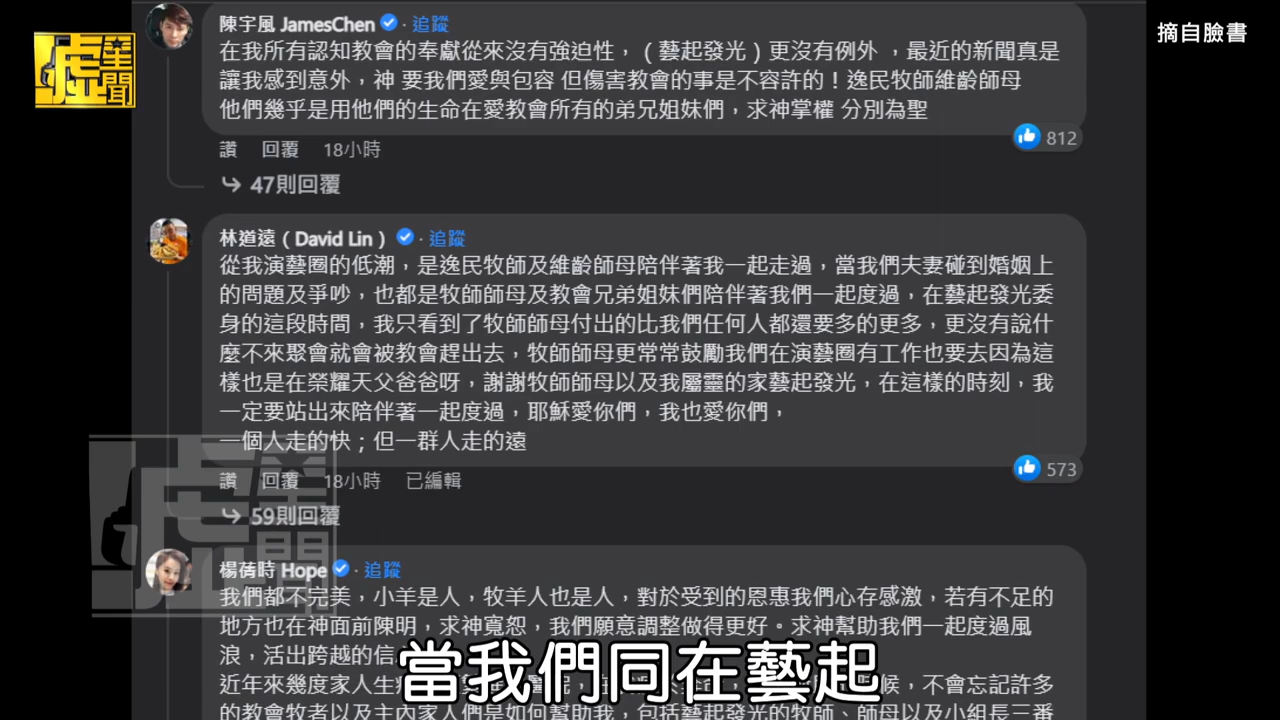 噓星聞
摘自臉書
陳宇風 JamesChen · 追蹤
在我所有認知教會的奉獻從來沒有強迫性，（藝起發光）更沒有例外 ，最近的新聞真是
讓我感到意外，神 要我們愛與包容 但傷害教會的事是不容許的！逸民牧師維齡師母
他們幾乎是用他們的生命在愛教會所有的弟兄姐妹們，求神掌權 分別為聖
812
讚 回覆 18小時
47則回覆
林道遠（David Lin） · 追蹤
從我演藝圈的低潮，是逸民牧師及維齡師母陪伴著我一起走過，當我們夫妻碰到婚姻上
的問題及爭吵，也都是牧師師母及教會兄弟姐妹們陪伴著我們一起度過，在藝起發光委
身的這段時間，我只看到了牧師師母付出的比我們任何人都還要多的更多，更沒有說什
麼不來聚會就會被教會趕出去，牧師師母更常常鼓勵我們在演藝圈有工作也要去因為這
樣也是在榮耀天父爸爸呀，謝謝牧師師母以及我屬靈的家藝起發光，在這樣的時刻，我
一定要站出來陪伴著一起度過，耶穌愛你們，我也愛你們，
一個人走的快；但一群人走的遠
573
讚 回覆 18小時 已編輯
59則回覆
噓星聞
楊蒨時 Hope · 追蹤
我們都不完美，小羊是人，牧羊人也是人，對於受到的恩惠我們心存感激，若有不足的
地方也在神面前陳明，求神寬恕，我們願意調整做得更好。求神幫助我們一起度過風
浪，活出跨越的信
近年來幾度家人生 候，不會忘記許多
的教會牧者以及主內家人們是如何幫助我，包括藝起發光的牧師、師母以及小組長三番
當我們同在藝起